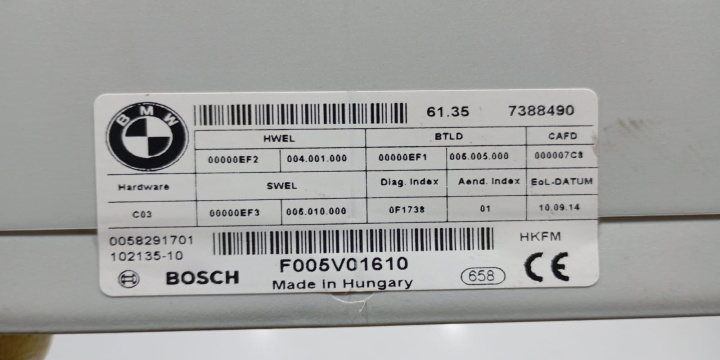 BMW
61.35 7388490
HWEL BTLD CAFD
00000EF2 004.001.000 00000EF1 006.005.000 000007C8
Hardware SWEL Diag. Index Aend. Index EoL-DATUM
C03 00000EF3 006.010.000 0F1738 01 10.09.14
0058291701 HKFM
102135-10
BOSCH F005V01610 658 CE
Made In Hungary